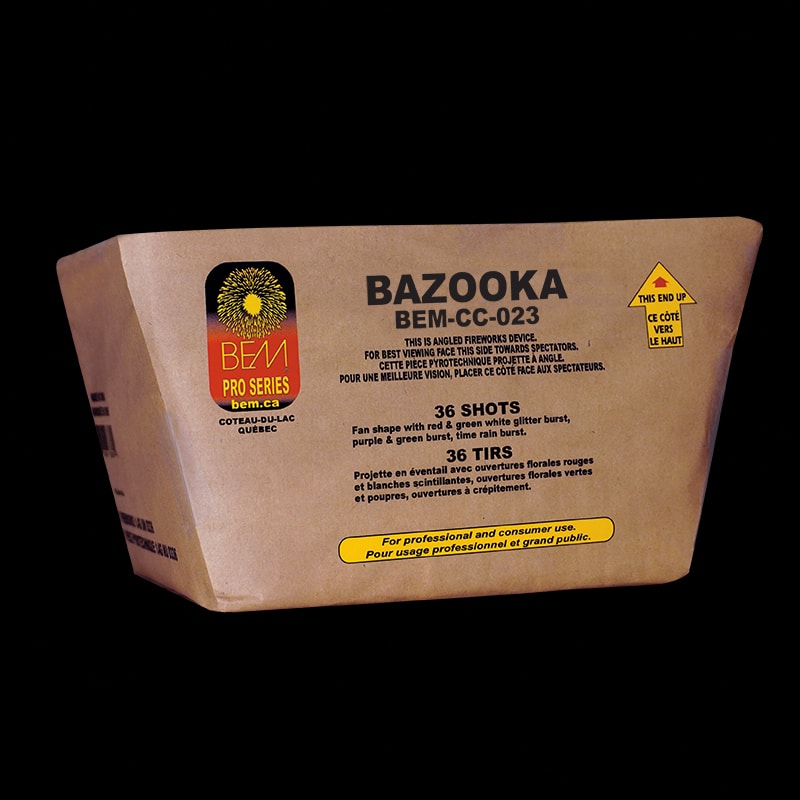 BEM
PRO SERIES
bem.ca
COTEAU-DU-LAC
QUÉBEC
BAZOOKA
BEM-CC-023
THIS IS ANGLED FIREWORKS DEVICE.
FOR BEST VIEWING FACE THIS SIDE TOWARDS SPECTATORS.
CETTE PIÈCE PYROTECHNIQUE PROJETTE À ANGLE.
POUR UNE MEILLEURE VISION, PLACER CE CÔTÉ FACE AUX SPECTATEURS.
36 SHOTS
Fan shape with red & green white glitter burst,
purple & green burst, time rain burst.
36 TIRS
Projette en éventail avec ouvertures florales rouges
et blanches scintillantes, ouvertures florales vertes
et poupres, ouvertures à crépitement.
For professional and consumer use.
Pour usage professionnel et grand public.
THIS END UP
CE CÔTÉ
VERS
LE HAUT